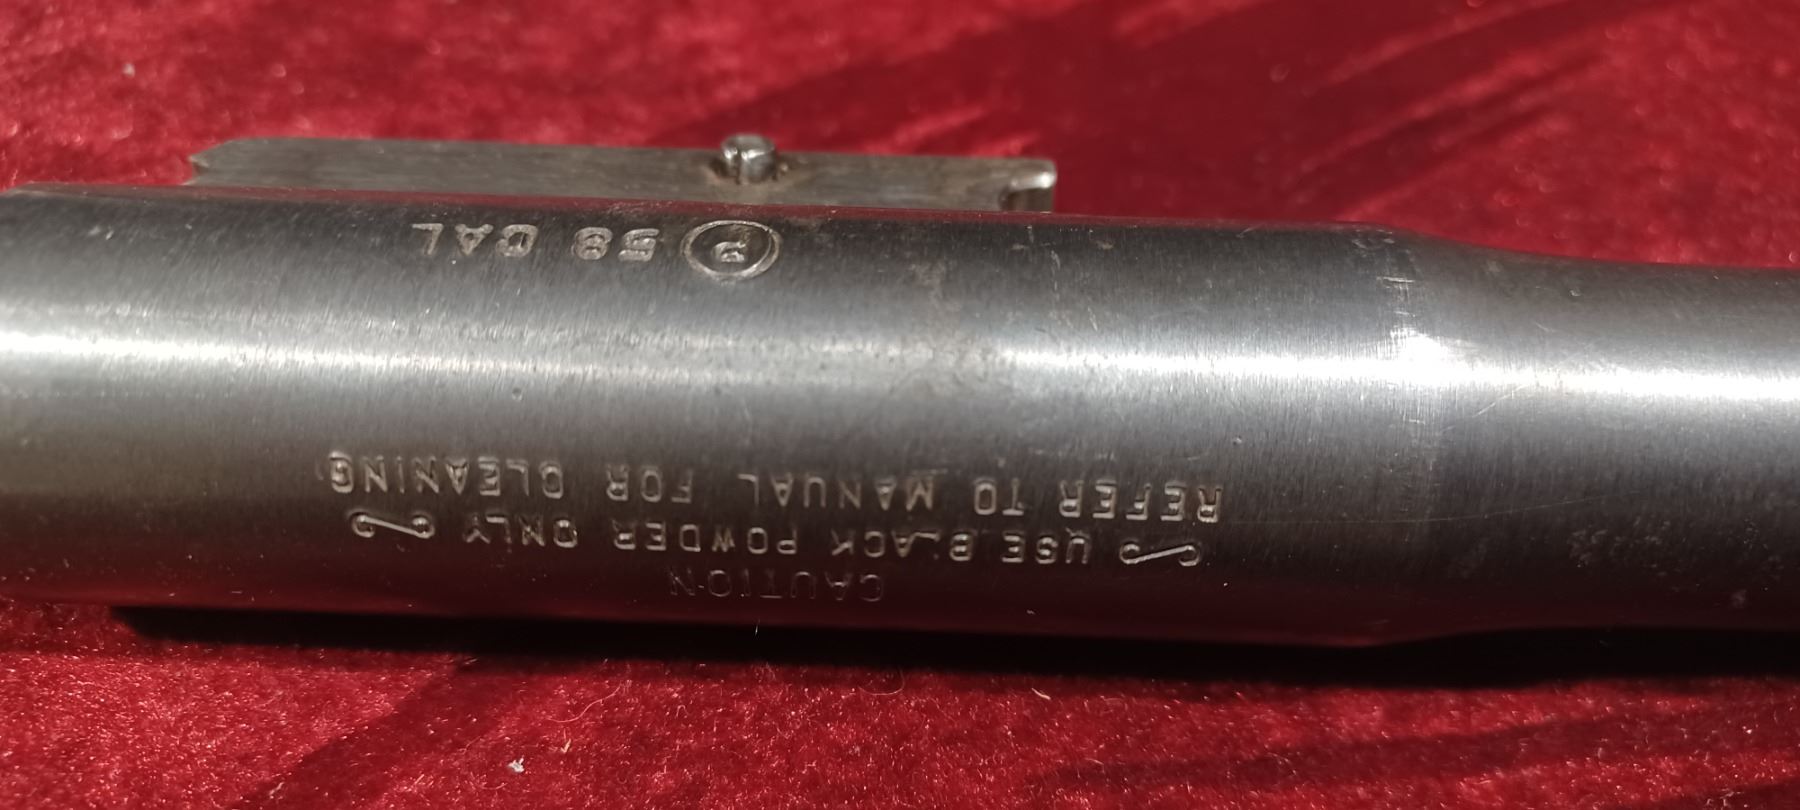 CAUTION
USE BLACK POWDER ONLY
REFER TO MANUAL FOR CLEANING
Ⓟ 58 CAL